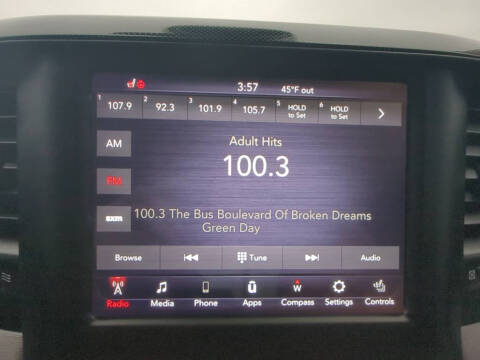 3:57 45°F out
1 107.9 2 92.3 3 101.9 4 105.7 5 HOLD to Set 6 HOLD to Set
AM
Adult Hits
100.3
FM
sxm
100.3 The Bus Boulevard Of Broken Dreams
Green Day
Browse Tune Audio
W
Radio Media Phone Apps Compass Settings Controls